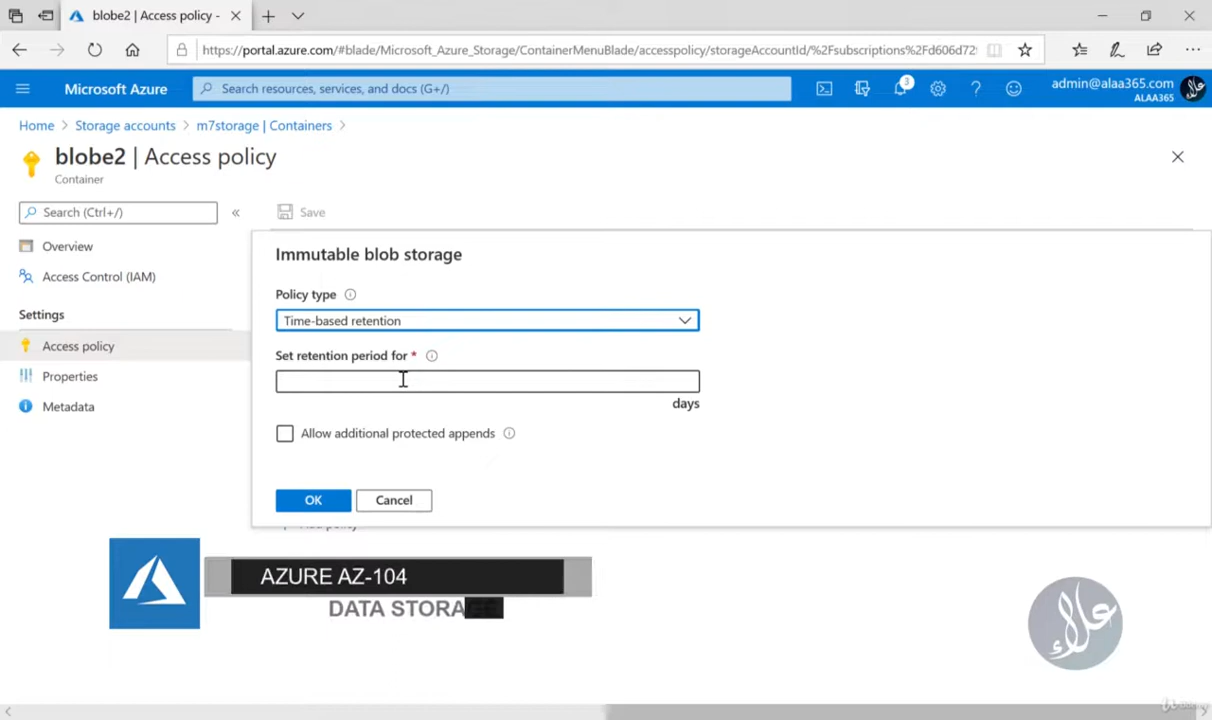 blobe2 | Access policy -
https://portal.azure.com/#blade/Microsoft_Azure_Storage/ContainerMenuBlade/accesspolicy/storageAccountId/%2Fsubscriptions%2Fd606d72
Microsoft Azure
Search resources, services, and docs (G+/)
3
admin@alaa365.com
ALAA365
علاء
Home > Storage accounts > m7storage | Containers >
blobe2 | Access policy
Container
Search (Ctrl+/)
«
Save
Overview
Access Control (IAM)
Settings
Access policy
Properties
Metadata
Immutable blob storage
Policy type
Time-based retention
Set retention period for *
days
Allow additional protected appends
OK
Cancel
AZURE AZ-104
DATA STORA
علاء